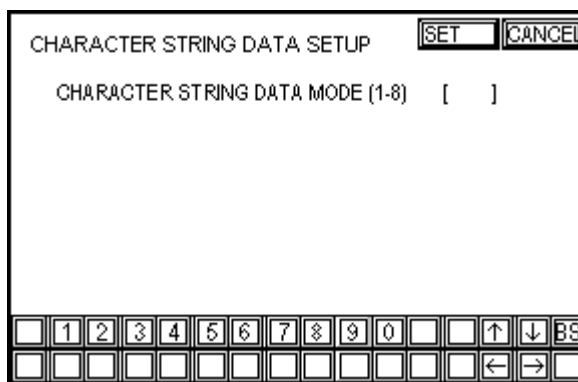 CHARACTER STRING DATA SETUP SET CANCEL
CHARACTER STRING DATA MODE (1-8) [ ]
1 2 3 4 5 6 7 8 9 0 ↑ ↓ BS
← →